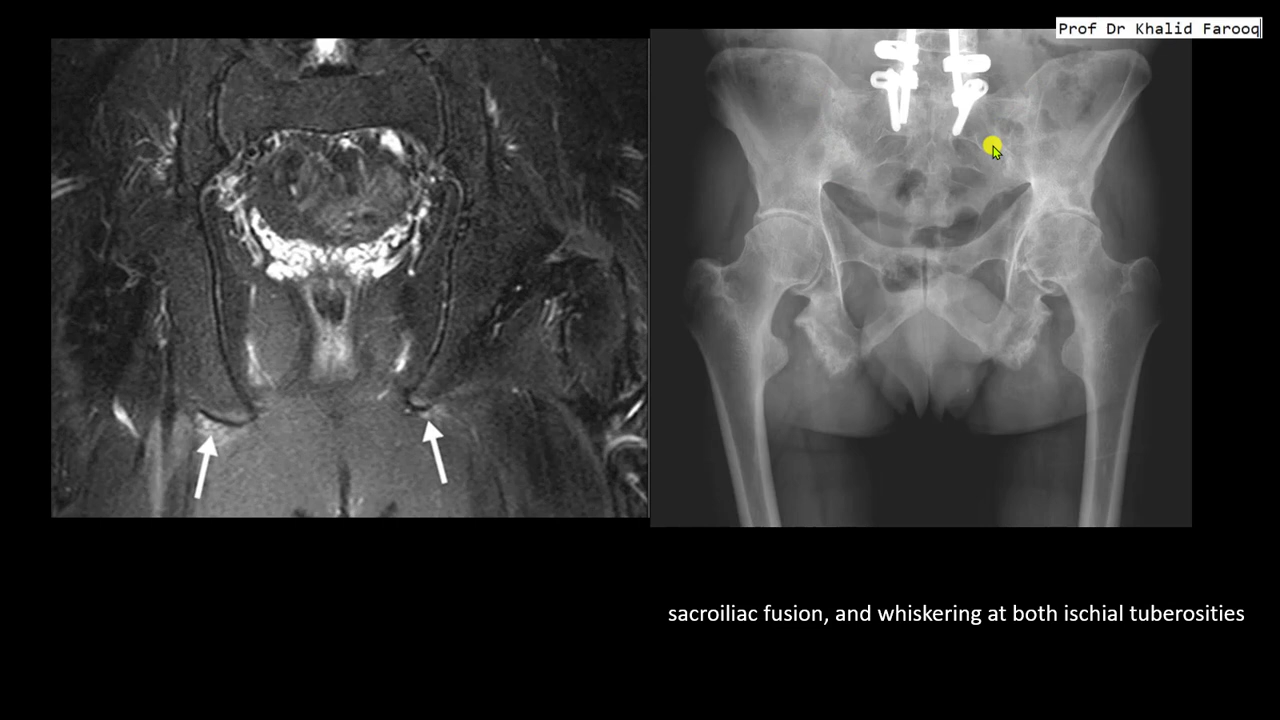 Prof Dr Khalid Farooq
sacroiliac fusion, and whiskering at both ischial tuberosities